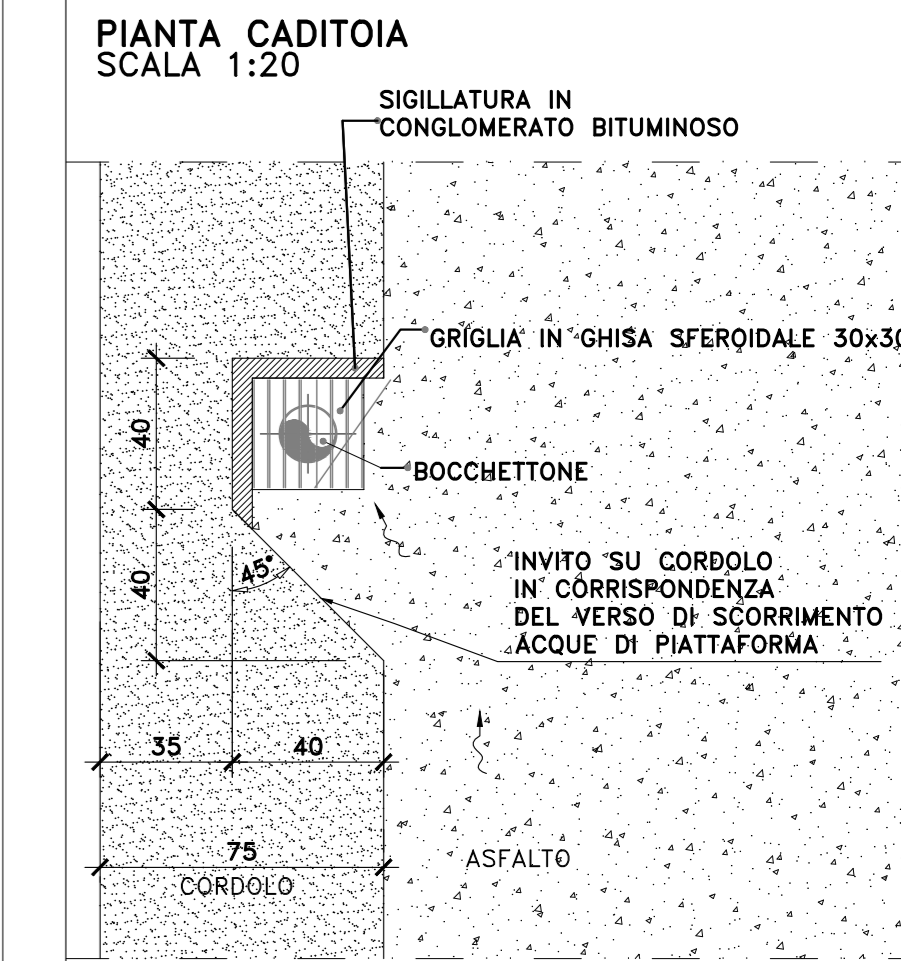 PIANTA CADITOIA
SCALA 1:20
SIGILLATURA IN
CONGLOMERATO BITUMINOSO
GRIGLIA IN GHISA SFEROIDALE 30x30
BOCCHETTONE
40
40
45°
INVITO SU CORDOLO
IN CORRISPONDENZA
DEL VERSO DI SCORRIMENTO
ACQUE DI PIATTAFORMA
35
40
75
CORDOLO
ASFALTO